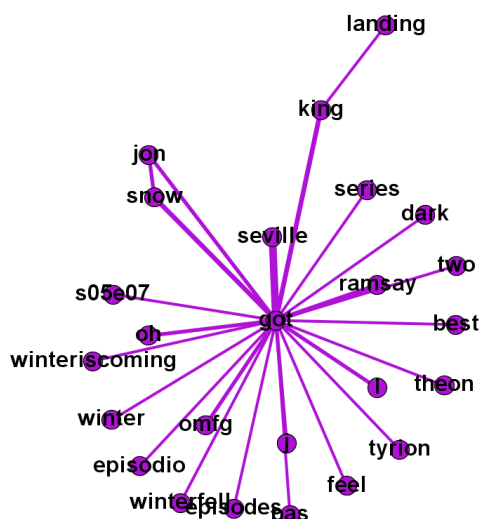 landing
king
jon
snow
series
dark
seville
two
ramsay
s05e07
got
oh
best
winteriscoming
theon
winter
omfg
tyrion
episodio
feel
winterfell
episodes